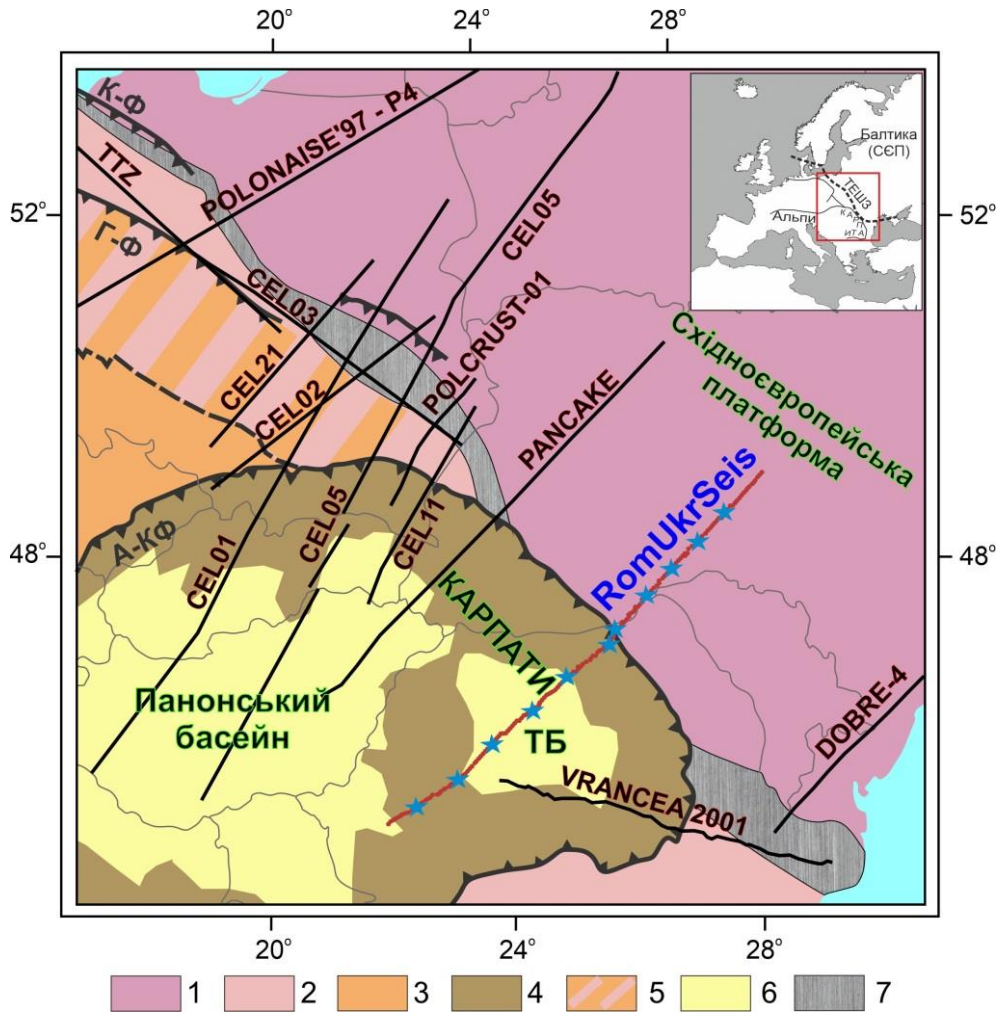 20° 24° 28°
К-Ф
TTZ
POLONAISE'97 - P4
52°
52°
Г-Ф
CEL03
CEL05
CEL21
CEL02
POLCRUST-01
PANCAKE
Східноєвропейська
платформа
Балтика
(СЄП)
ТЕШЗ
Альпи
КАРП
ИТА
RomUkrSeis
48°
48°
А-КФ
CEL01
CEL05
CEL11
КАРПАТИ
Панонський
басейн
ТБ
DOBRE-4
VRANCEA 2001
20° 24° 28°
1 2 3 4 5 6 7